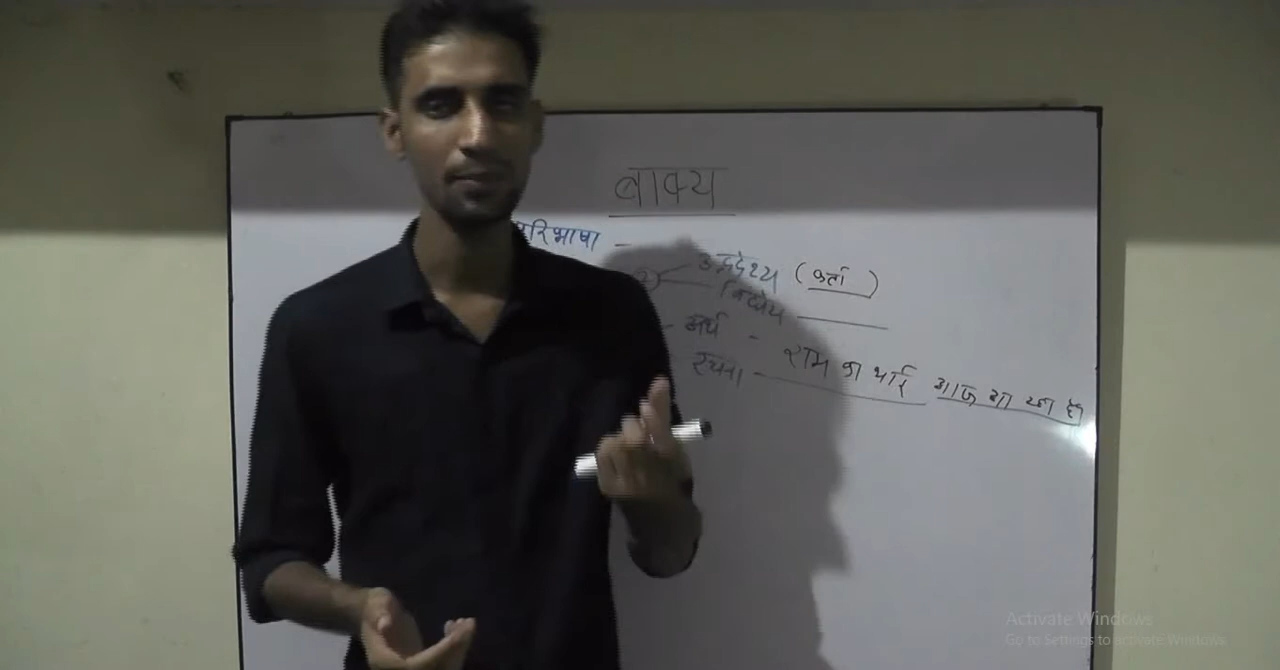 वाक्य
परिभाषा -
उद्देश्य (कर्ता)
विधेय
अर्थ -
रचना - राम का भाई आज आ रहा है।
Activate Windows
Go to Settings to activate Windows